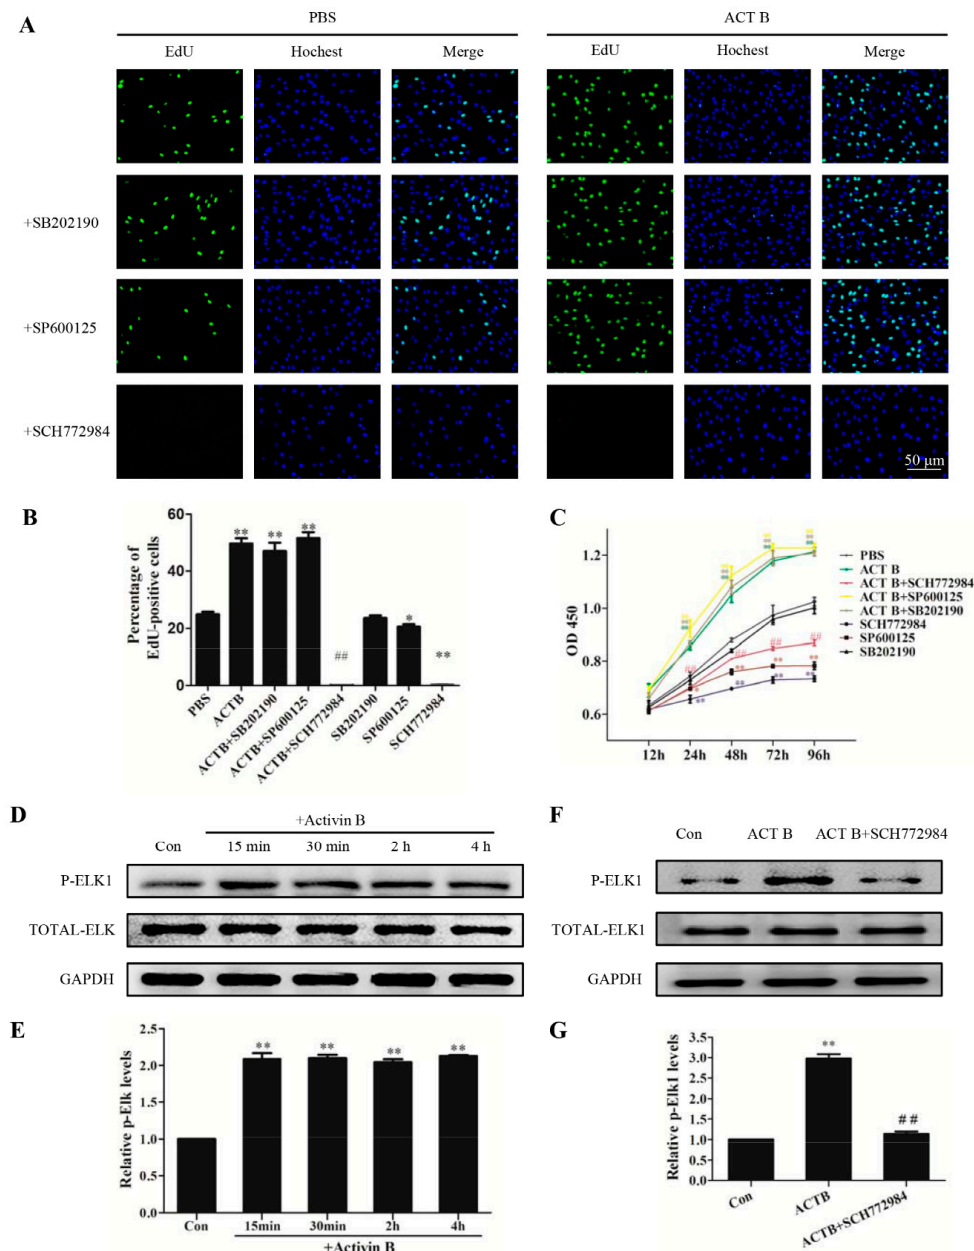 A
PBS
ACT B
EdU Hochest Merge EdU Hochest Merge
+SB202190
+SP600125
+SCH772984
50 μm
B
Percentage of
EdU-positive cells
60
40
20
0
** ** ** ## * **
PBS
ACTB
ACTB+SB202190
ACTB+SP600125
ACTB+SCH772984
SB202190
SP600125
SCH772984
C
OD 450
1.2
1.0
0.8
0.6
12h 24h 48h 72h 96h
PBS
ACT B
ACT B+SCH772984
ACT B+SP600125
ACT B+SB202190
SCH772984
SP600125
SB202190
## ## ## ##
** ** **
** ** ** **
D
+Activin B
Con 15 min 30 min 2 h 4 h
P-ELK1
TOTAL-ELK
GAPDH
E
Relative p-Elk levels
2.5
2.0
1.5
1.0
0.5
0.0
** ** ** **
Con 15min 30min 2h 4h
+Activin B
F
Con ACT B ACT B+SCH772984
P-ELK1
TOTAL-ELK1
GAPDH
G
Relative p-Elk1 levels
3.5
3.0
2.5
2.0
1.5
1.0
0.5
0.0
**
##
Con
ACTB
ACTB+SCH772984